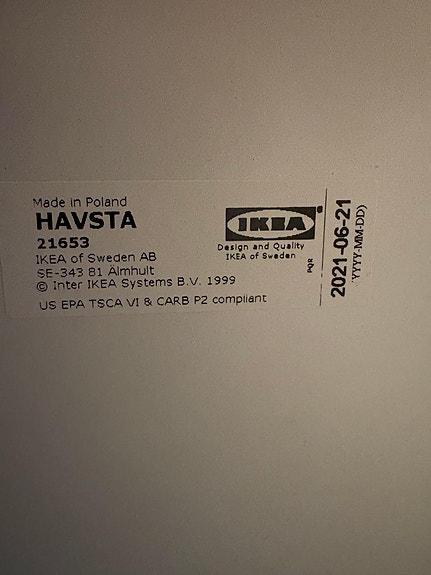 Made in Poland
HAVSTA
21653
IKEA of Sweden AB
SE-343 81 Älmhult
© Inter IKEA Systems B.V. 1999
US EPA TSCA VI & CARB P2 compliant
IKEA
Design and Quality
IKEA of Sweden
PQR
2021-06-21
(YYYY-MM-DD)